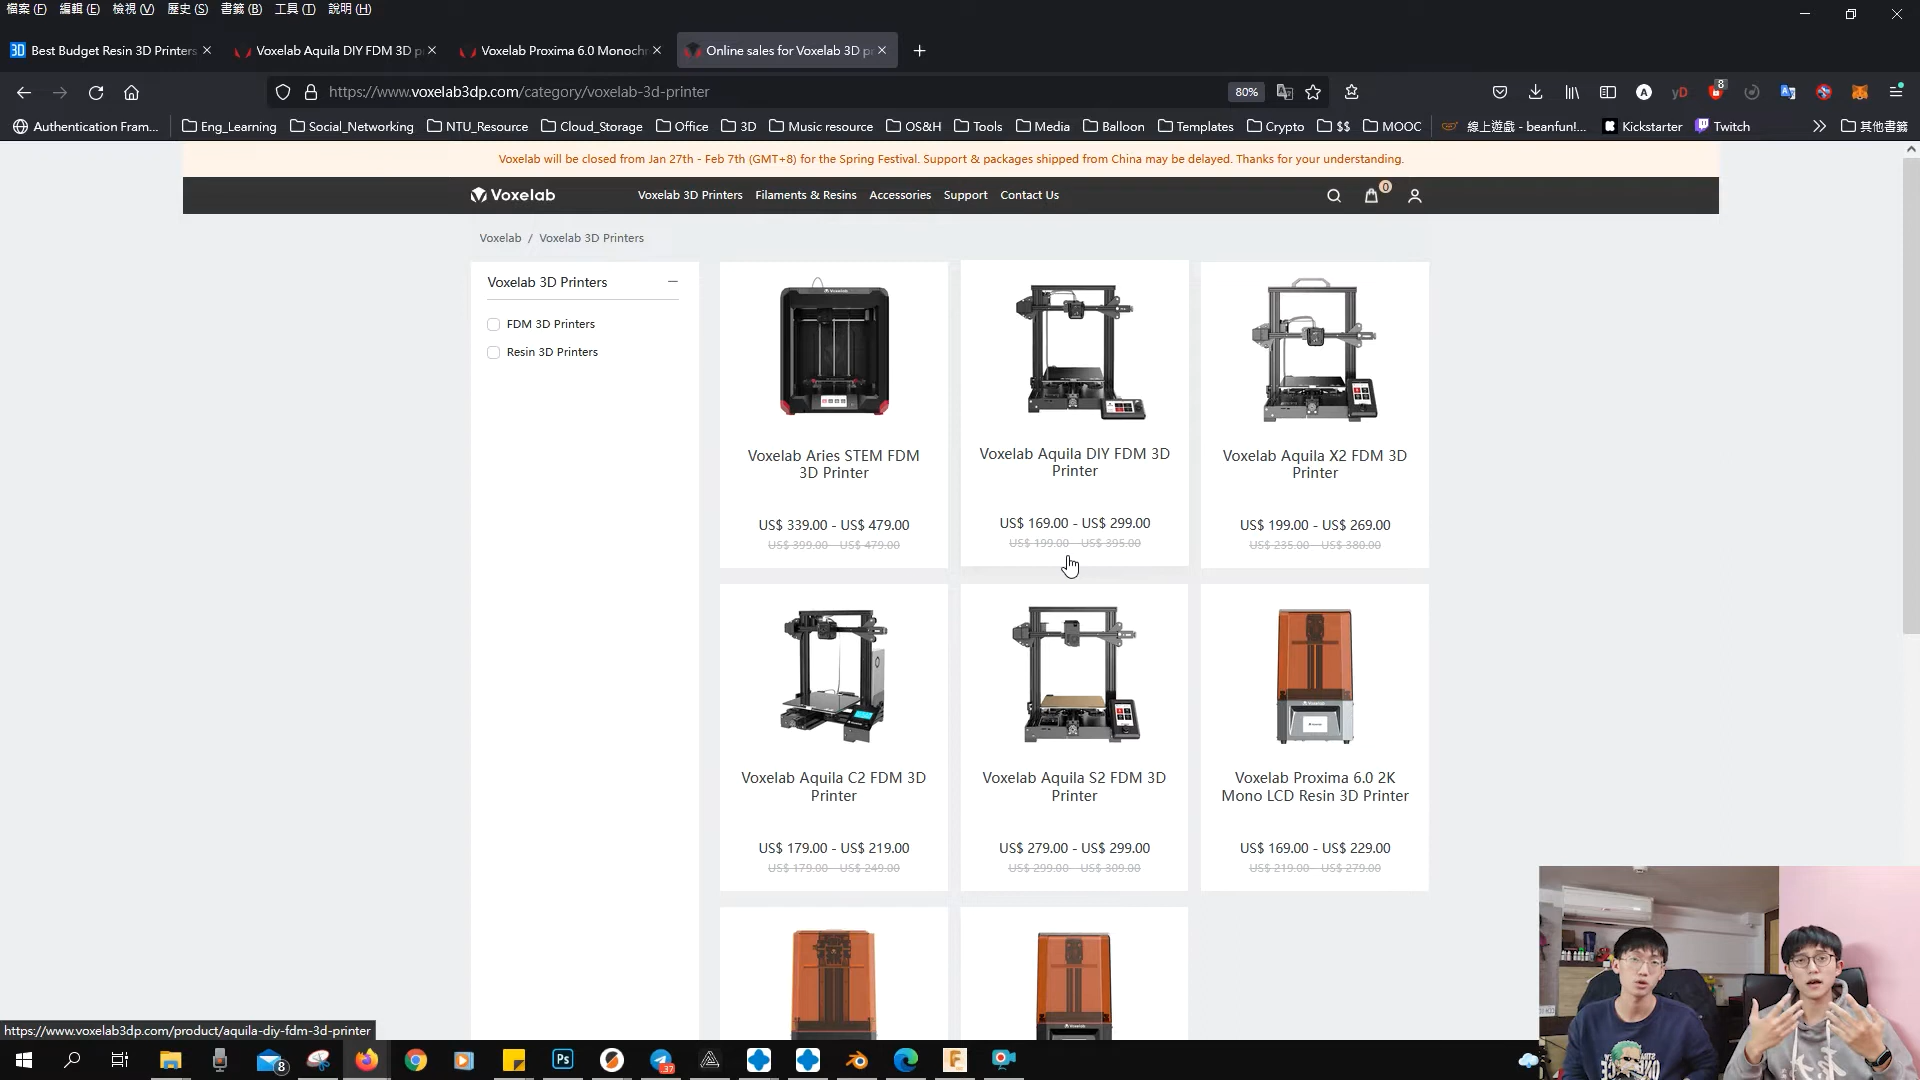 檔案 (F) 編輯 (E) 檢視 (V) 歷史 (S) 書籤 (B) 工具 (T) 說明 (H)
3D Best Budget Resin 3D Printers
Voxelab Aquila DIY FDM 3D p
Voxelab Proxima 6.0 Monochr
Online sales for Voxelab 3D pr
https://www.voxelab3dp.com/category/voxelab-3d-printer
80%
A
yD
8
Authentication Fram...
Eng_Learning
Social_Networking
NTU_Resource
Cloud_Storage
Office
3D
Music resource
OS&H
Tools
Media
Balloon
Templates
Crypto
$$
MOOC
線上遊戲 - beanfun!...
Kickstarter
Twitch
其他書籤
Voxelab will be closed from Jan 27th - Feb 7th (GMT+8) for the Spring Festival. Support & packages shipped from China may be delayed. Thanks for your understanding.
Voxelab
Voxelab 3D Printers
Filaments & Resins
Accessories
Support
Contact Us
0
Voxelab / Voxelab 3D Printers
Voxelab 3D Printers
FDM 3D Printers
Resin 3D Printers
Voxelab Aries STEM FDM
3D Printer
US$ 339.00 - US$ 479.00
US$ 399.00 - US$ 479.00
Voxelab Aquila DIY FDM 3D
Printer
US$ 169.00 - US$ 299.00
US$ 199.00 - US$ 395.00
Voxelab Aquila X2 FDM 3D
Printer
US$ 199.00 - US$ 269.00
US$ 235.00 - US$ 380.00
Voxelab Aquila C2 FDM 3D
Printer
US$ 179.00 - US$ 219.00
US$ 179.00 - US$ 249.00
Voxelab Aquila S2 FDM 3D
Printer
US$ 279.00 - US$ 299.00
US$ 299.00 - US$ 309.00
Voxelab Proxima 6.0 2K
Mono LCD Resin 3D Printer
US$ 169.00 - US$ 229.00
US$ 219.00 - US$ 279.00
https://www.voxelab3dp.com/product/aquila-diy-fdm-3d-printer
8
Ps
37
F